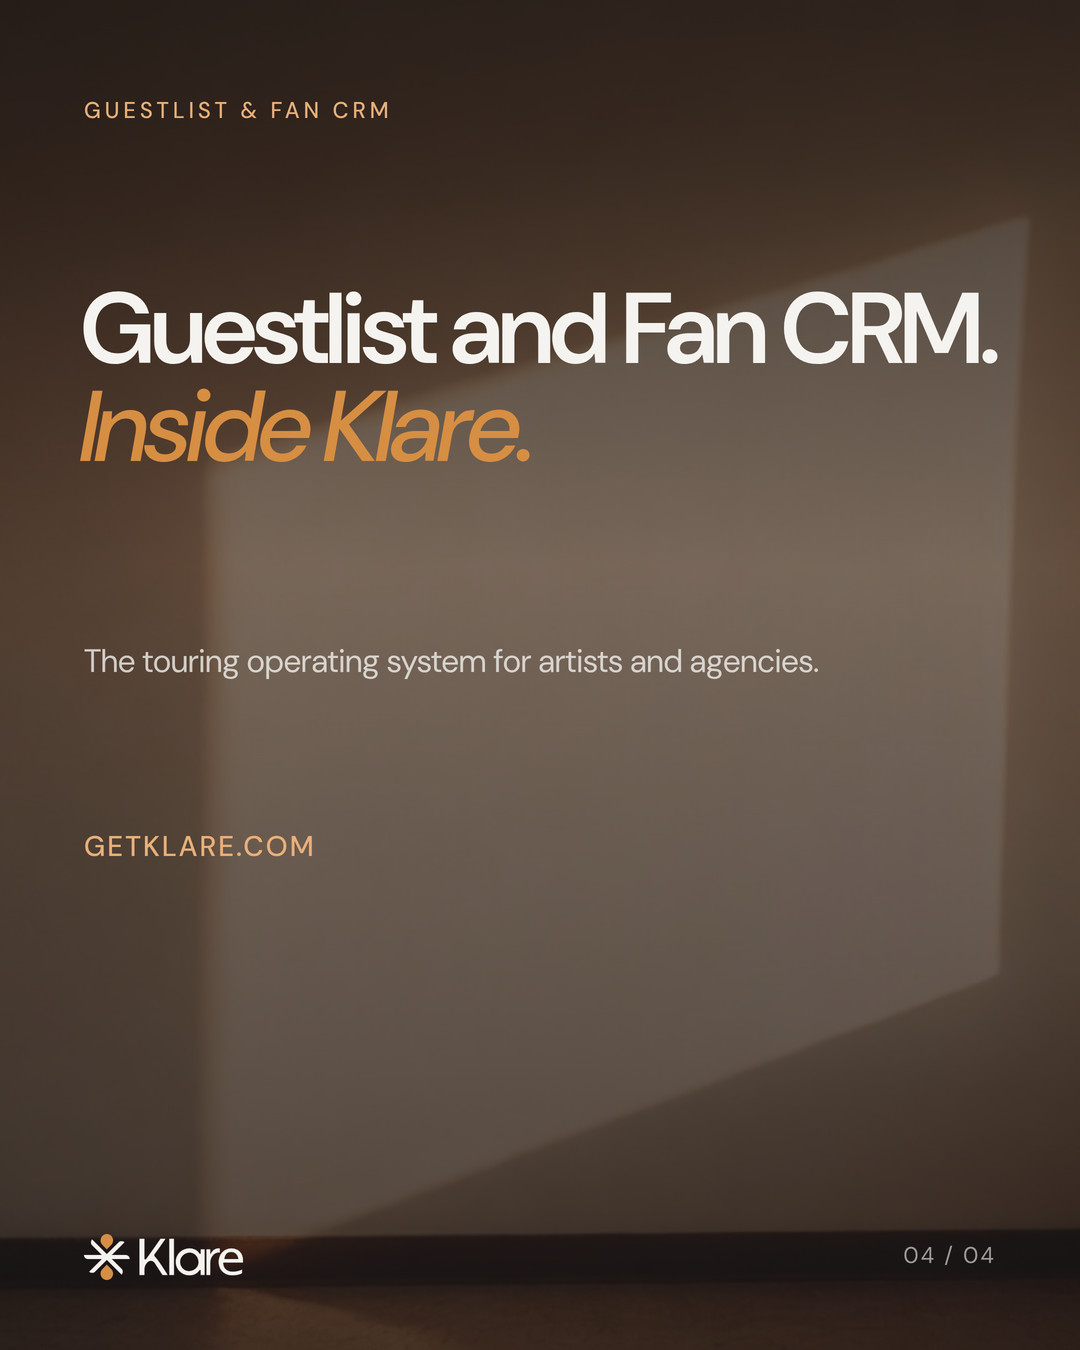 GUESTLIST & FAN CRM
Guestlist and Fan CRM.
Inside Klare.
The touring operating system for artists and agencies.
GETKLARE.COM
Klare
04 / 04